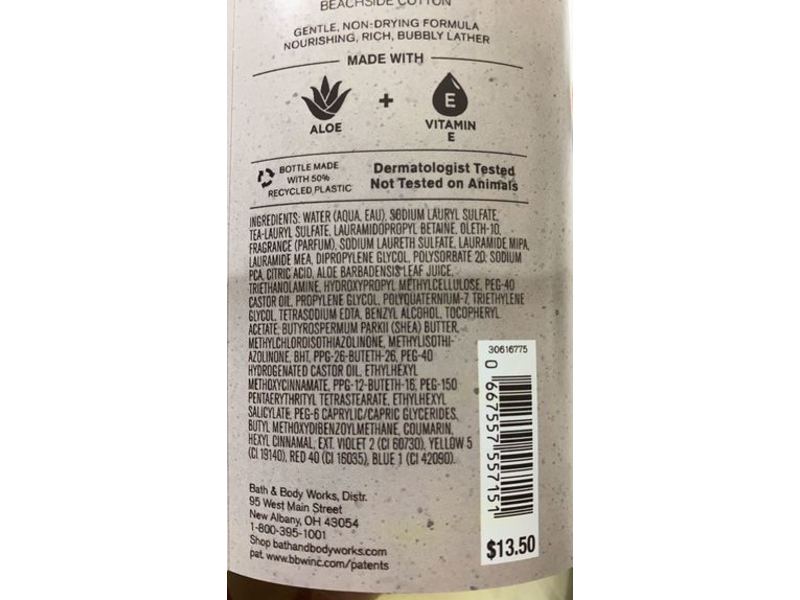 BEACHSIDE COTTON
GENTLE, NON-DRYING FORMULA
NOURISHING, RICH, BUBBLY LATHER
MADE WITH
ALOE
+
E
VITAMIN
E
BOTTLE MADE
WITH 50%
RECYCLED PLASTIC
Dermatologist Tested
Not Tested on Animals
INGREDIENTS: WATER (AQUA, EAU), SODIUM LAURYL SULFATE,
TEA-LAURYL SULFATE, LAURAMIDOPROPYL BETAINE, OLETH-10,
FRAGRANCE (PARFUM), SODIUM LAURETH SULFATE, LAURAMIDE MIPA,
LAURAMIDE MEA, DIPROPYLENE GLYCOL, POLYSORBATE 20, SODIUM
PCA, CITRIC ACID, ALOE BARBADENSIS LEAF JUICE,
TRIETHANOLAMINE, HYDROXYPROPYL METHYLCELLULOSE, PEG-40
CASTOR OIL, PROPYLENE GLYCOL, POLYQUATERNIUM-7, TRIETHYLENE
GLYCOL, TETRASODIUM EDTA, BENZYL ALCOHOL, TOCOPHERYL
ACETATE, BUTYROSPERMUM PARKII (SHEA) BUTTER,
METHYLCHLOROISOTHIAZOLINONE, METHYLISOTHI-
AZOLINONE, BHT, PPG-26-BUTETH-26, PEG-40
HYDROGENATED CASTOR OIL, ETHYLHEXYL
METHOXYCINNAMATE, PPG-12-BUTETH-16, PEG-150
PENTAERYTHRITYL TETRASTEARATE, ETHYLHEXYL
SALICYLATE, PEG-6 CAPRYLIC/CAPRIC GLYCERIDES,
BUTYL METHOXYDIBENZOYLMETHANE, COUMARIN,
HEXYL CINNAMAL, EXT. VIOLET 2 (CI 60730), YELLOW 5
(CI 19140), RED 40 (CI 16035), BLUE 1 (CI 42090).
30616775
0 667557 557151
$13.50
Bath & Body Works, Distr.
95 West Main Street
New Albany, OH 43054
1-800-395-1001
Shop bathandbodyworks.com
pat. www.bbwinc.com/patents